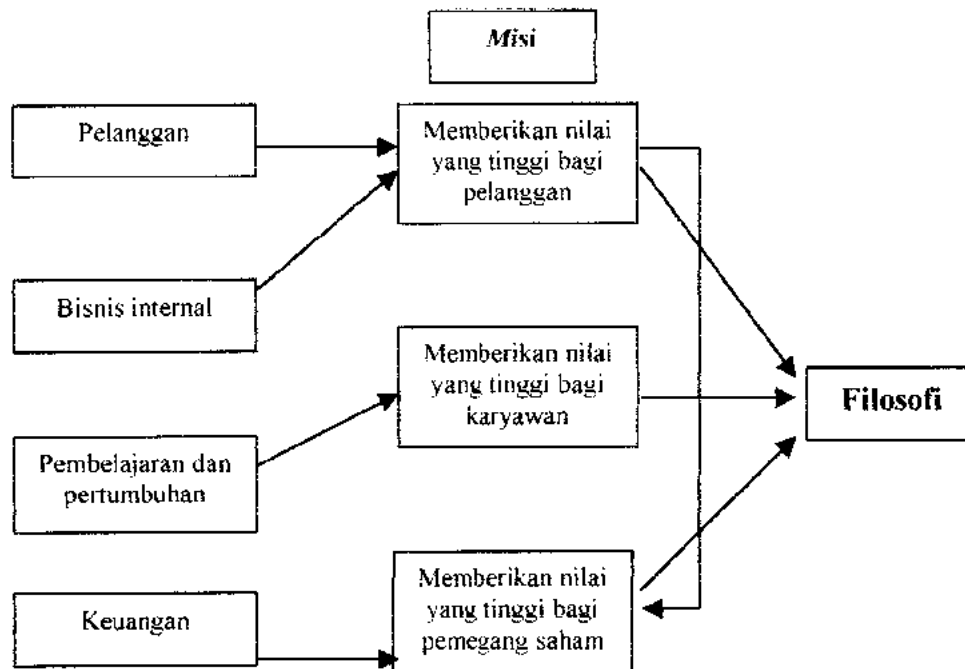 Misi
Pelanggan
Memberikan nilai
yang tinggi bagi
pelanggan
Bisnis internal
Memberikan nilai
yang tinggi bagi
karyawan
Filosofi
Pembelajaran dan
pertumbuhan
Keuangan
Memberikan nilai
yang tinggi bagi
pemegang saham